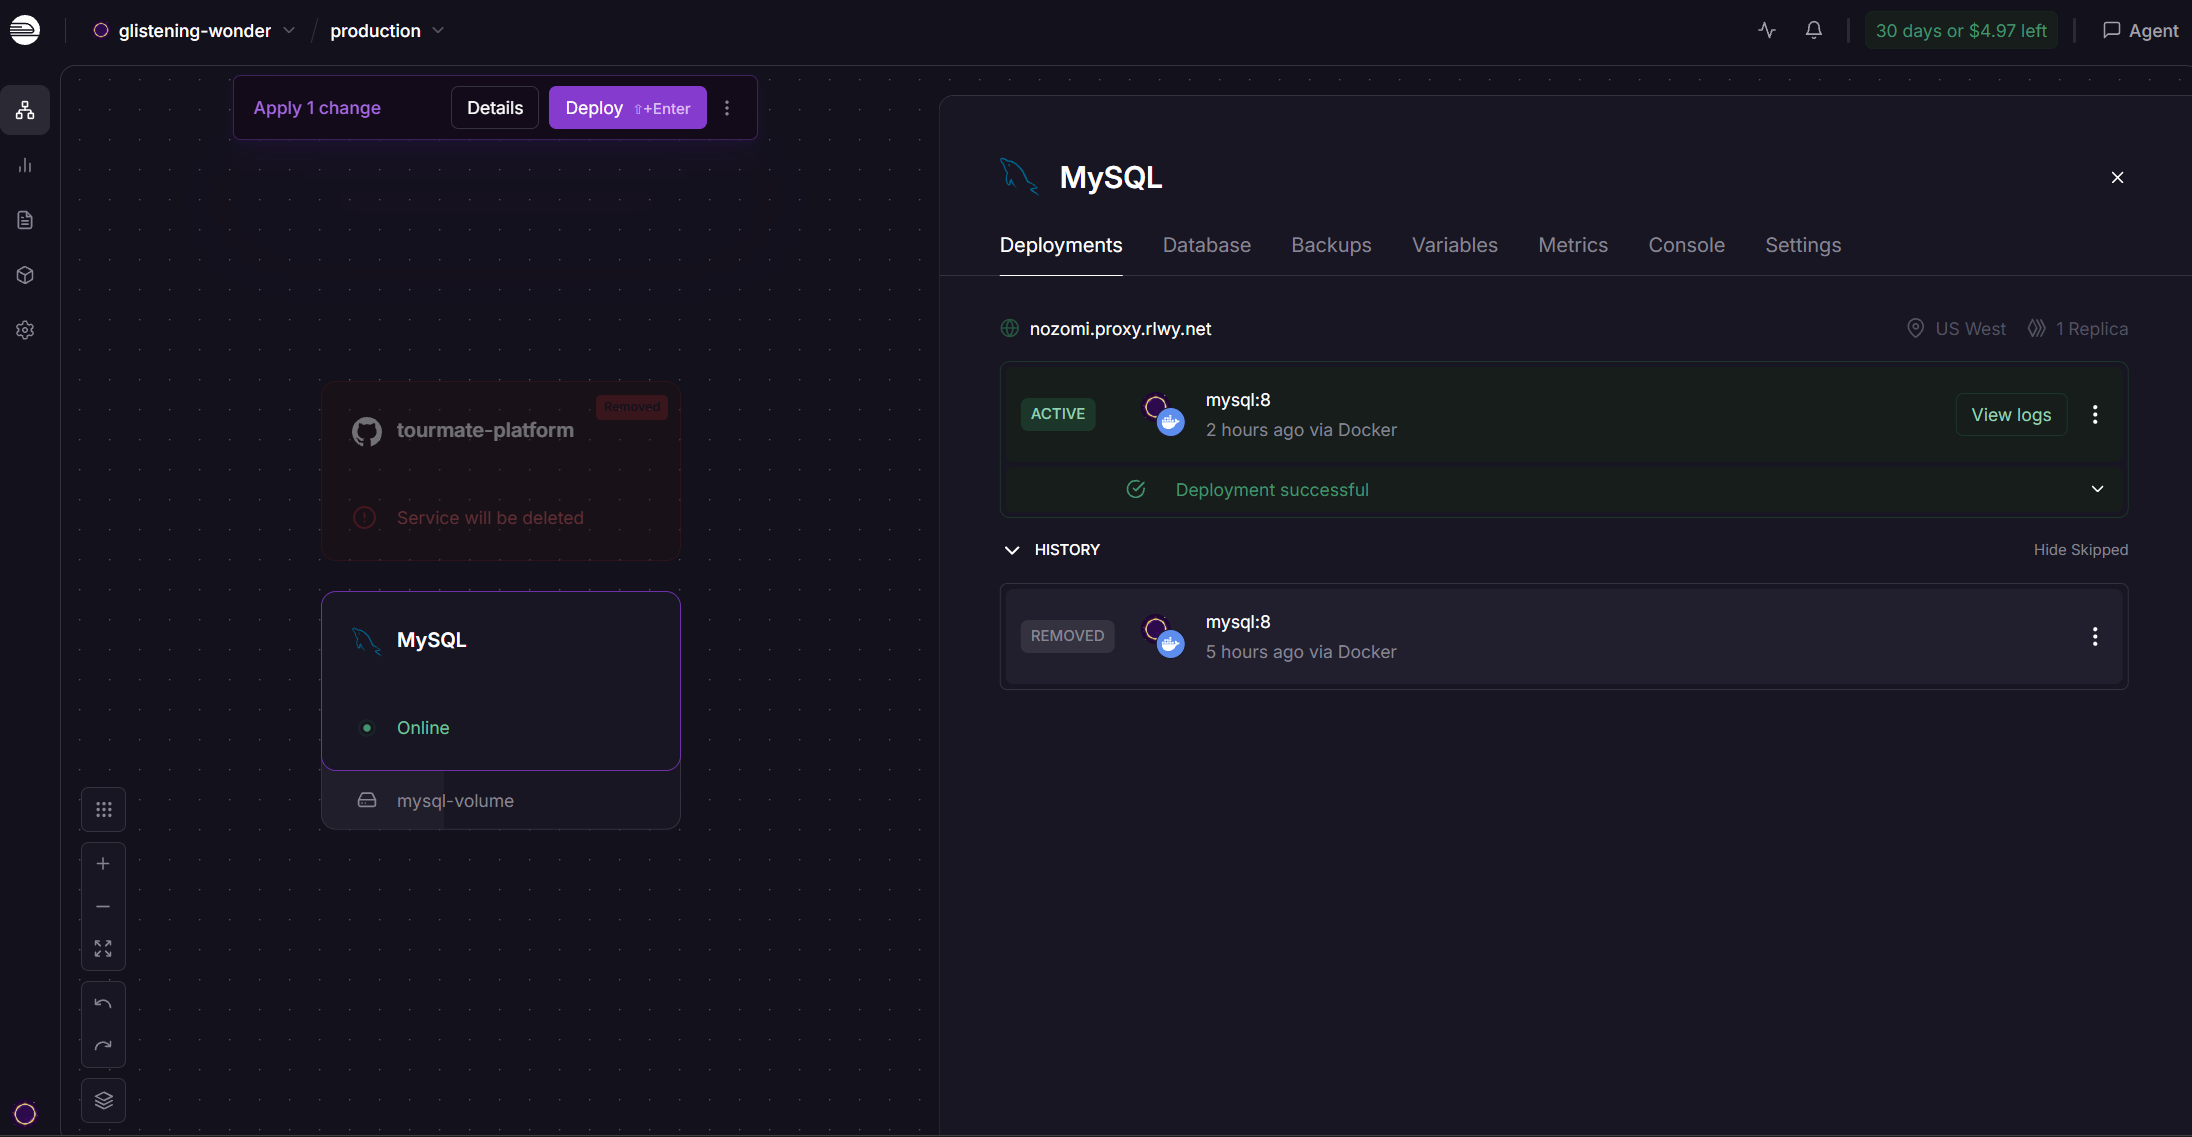 glistening-wonder / production
30 days or $4.97 left
Agent
Apply 1 change
Details
Deploy ⇧+Enter
Removed
tourmate-platform
Service will be deleted
MySQL
Online
mysql-volume
MySQL
Deployments Database Backups Variables Metrics Console Settings
nozomi.proxy.rlwy.net
US West
1 Replica
ACTIVE
mysql:8
2 hours ago via Docker
View logs
Deployment successful
HISTORY
Hide Skipped
REMOVED
mysql:8
5 hours ago via Docker